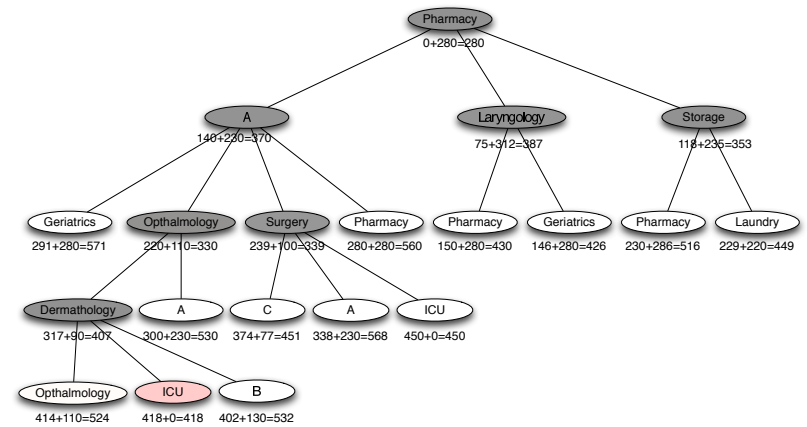 Pharmacy
0+280=280
A
Laryngology
Storage
140+230=370
75+312=387
118+235=353
Geriatrics
Opthalmology
Surgery
Pharmacy
Pharmacy
Geriatrics
Pharmacy
Laundry
291+280=571
220+110=330
239+100=339
280+280=560
150+280=430
146+280=426
230+286=516
229+220=449
Dermathology
A
C
A
ICU
317+90=407
300+230=530
374+77=451
338+230=568
450+0=450
Opthalmology
ICU
B
414+110=524
418+0=418
402+130=532